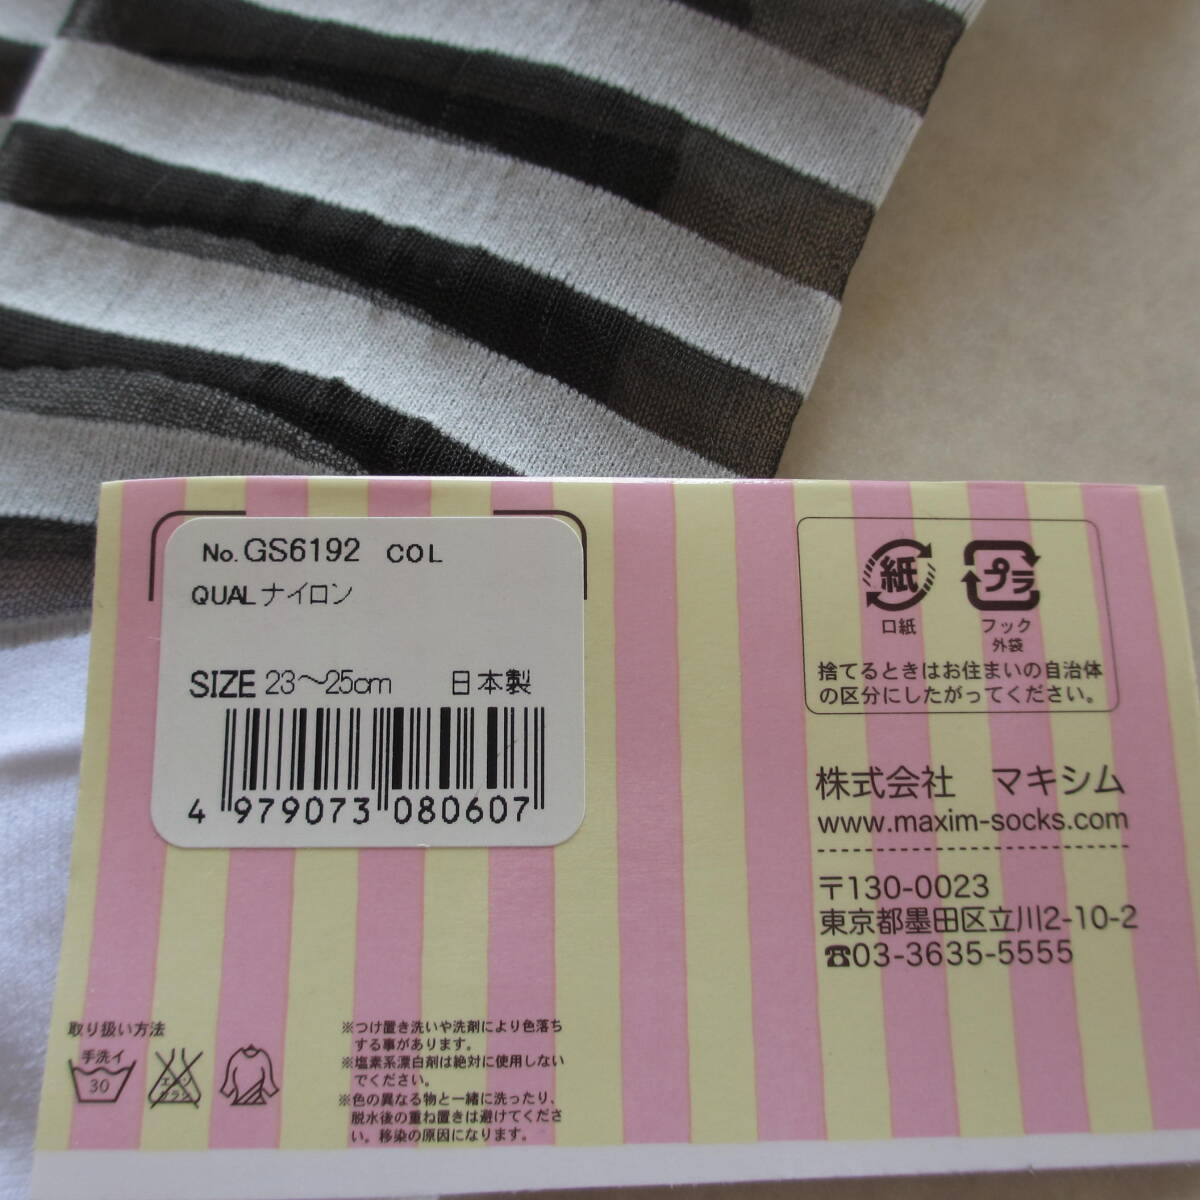 No. GS6192 COL
QUAL ナイロン
SIZE 23〜25cm 日本製
4 979073 080607
紙
プラ
口紙
フック
外袋
捨てるときはお住まいの自治体
の区分にしたがってください。
株式会社 マキシム
www.maxim-socks.com
〒130-0023
東京都墨田区立川2-10-2
☎03-3635-5555
取り扱い方法
手洗イ
30
エンソ
サラシ
※つけ置き洗いや洗剤により色落ち
する事があります。
※塩素系漂白剤は絶対に使用しない
でください。
※色の異なる物と一緒に洗ったり、
脱水後の重ね置きは避けてくださ
い。移染の原因になります。